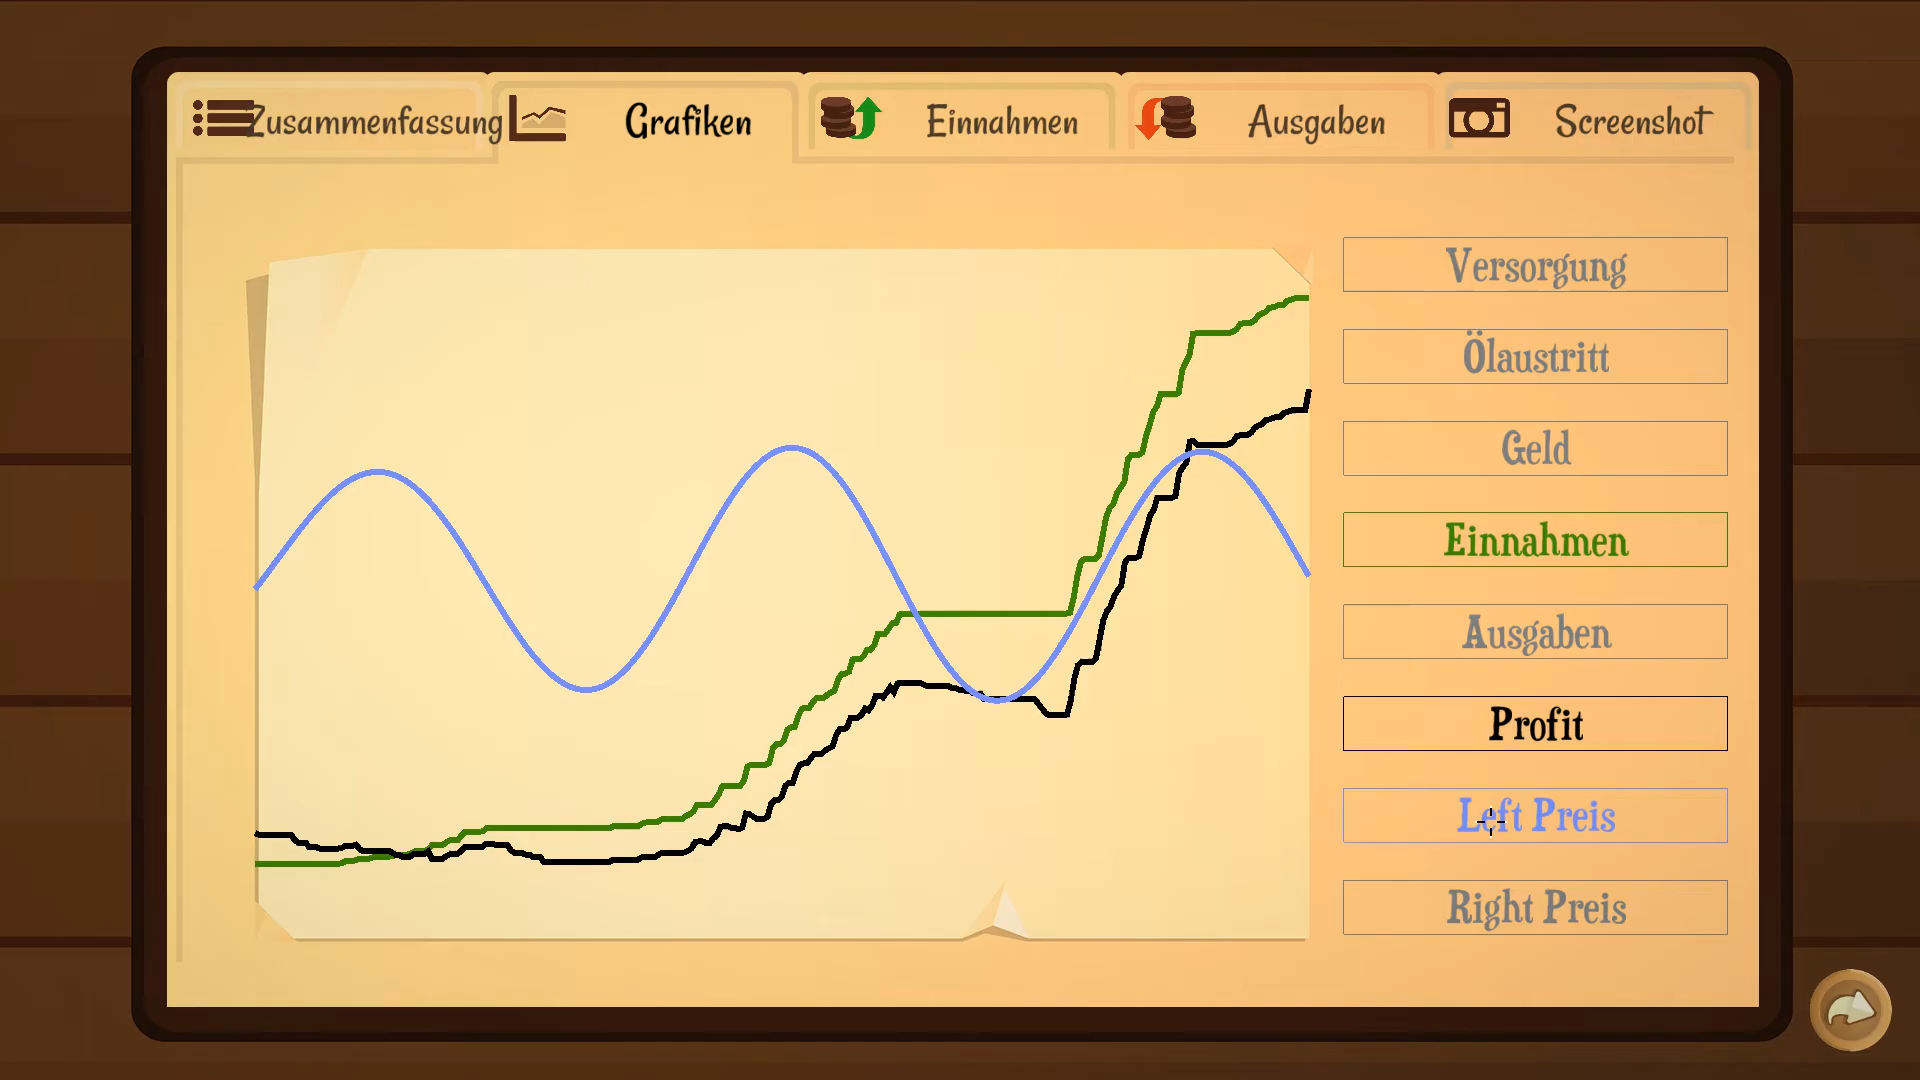 Zusammenfassung
Grafiken
Einnahmen
Ausgaben
Screenshot
Versorgung
Ölaustritt
Geld
Einnahmen
Ausgaben
Profit
Left Preis
Right Preis